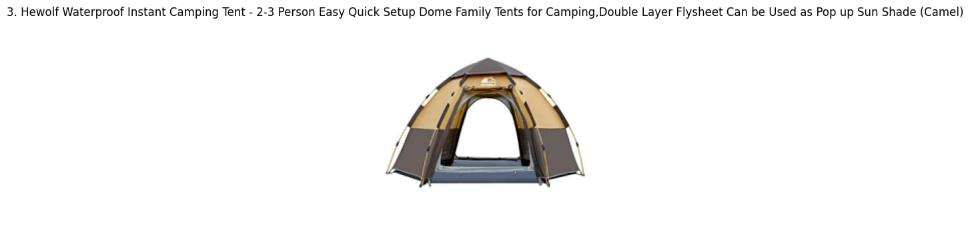 3. Hewolf Waterproof Instant Camping Tent - 2-3 Person Easy Quick Setup Dome Family Tents for Camping,Double Layer Flysheet Can be Used as Pop up Sun Shade (Camel)